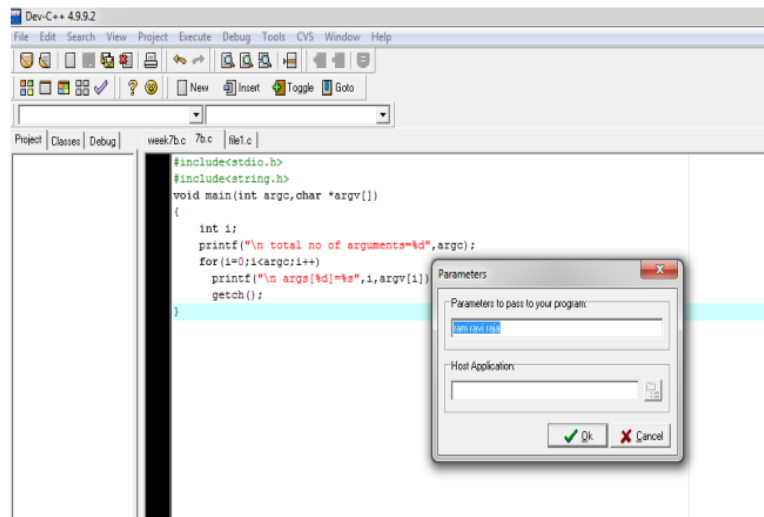 Dev-C++ 4.9.9.2
File Edit Search View Project Execute Debug Tools CVS Window Help
New Insert Toggle Goto
Project Classes Debug week7b.c 7b.c file1.c
#include<stdio.h>
#include<string.h>
void main(int argc,char *argv[])
{
int i;
printf("\n total no of arguments=%d",argc);
for(i=0;i<argc;i++)
printf("\n args[%d]=%s",i,argv[i])
getch();
}
Parameters
Parameters to pass to your program:
ram ravi raja
Host Application:
Ok Cancel